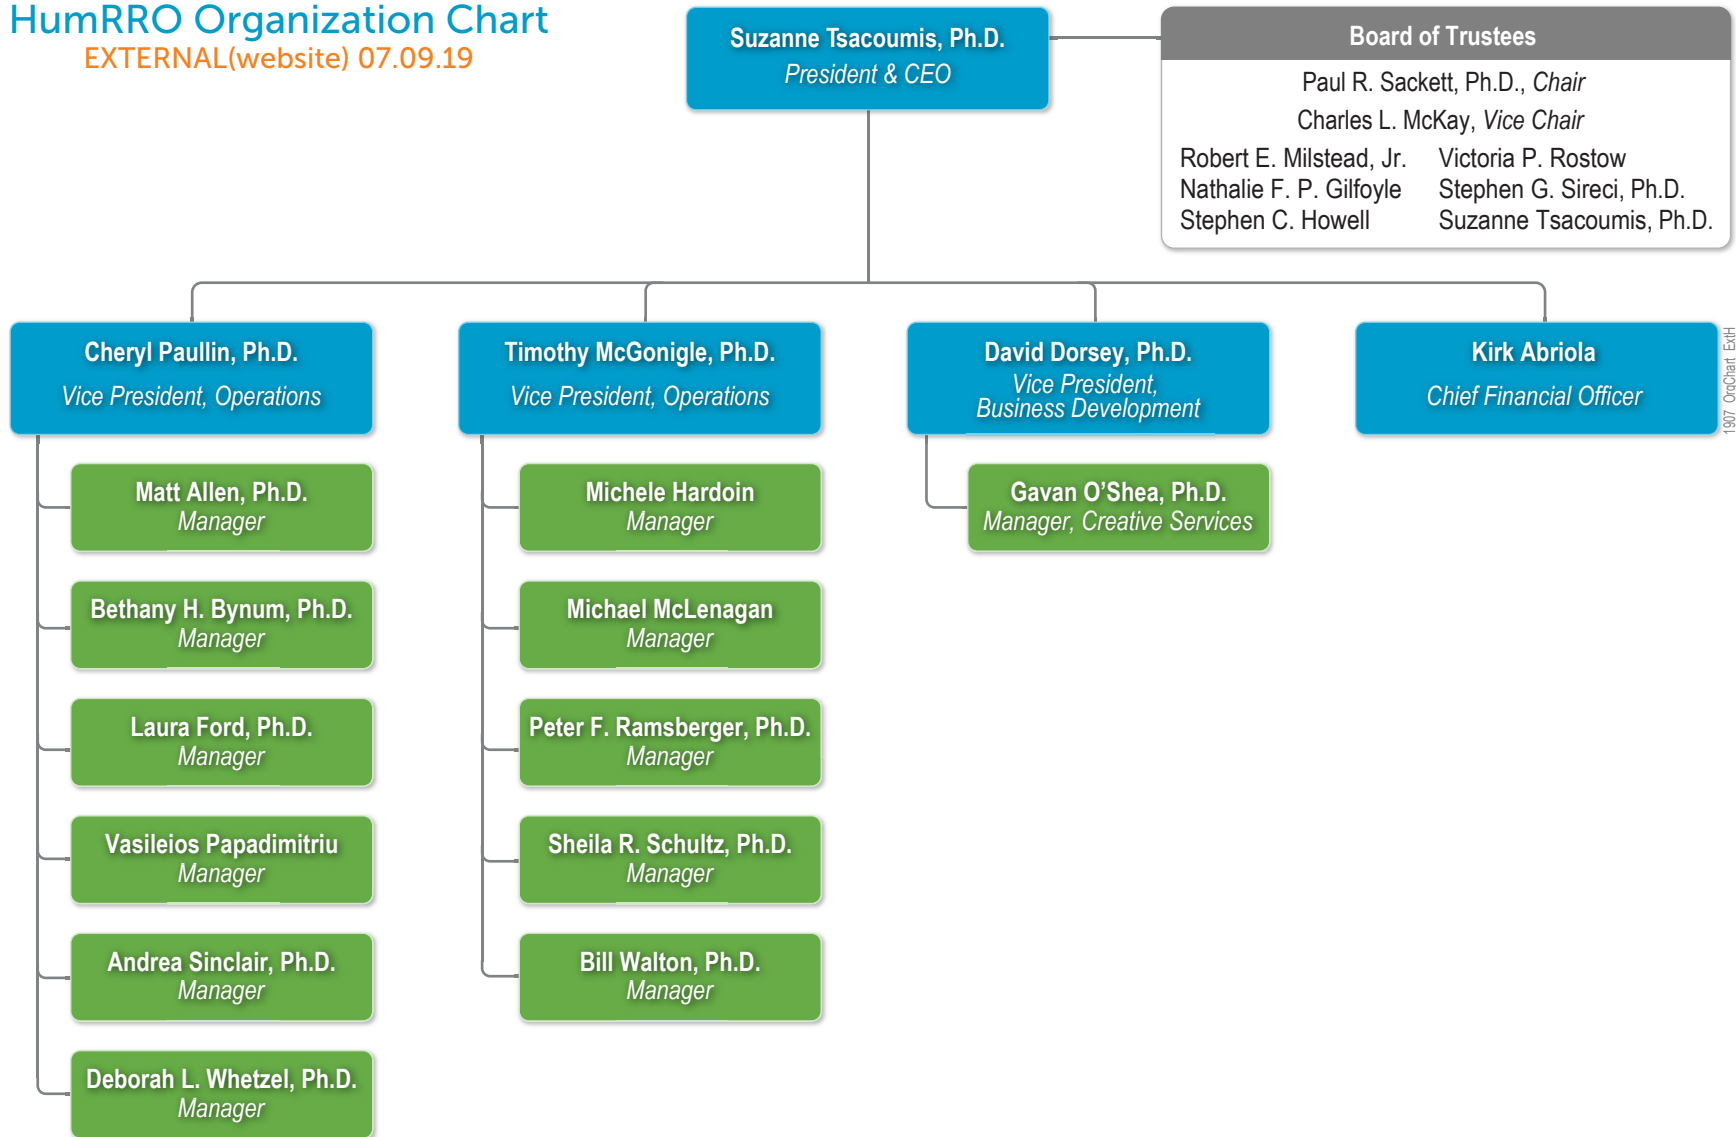 HumRRO Organization Chart
EXTERNAL(website) 07.09.19
Suzanne Tsacoumis, Ph.D.
President & CEO
Board of Trustees
Paul R. Sackett, Ph.D., Chair
Charles L. McKay, Vice Chair
Robert E. Milstead, Jr. Victoria P. Rostow
Nathalie F. P. Gilfoyle Stephen G. Sireci, Ph.D.
Stephen C. Howell Suzanne Tsacoumis, Ph.D.
Cheryl Paullin, Ph.D.
Vice President, Operations
Matt Allen, Ph.D.
Manager
Bethany H. Bynum, Ph.D.
Manager
Laura Ford, Ph.D.
Manager
Vasileios Papadimitriu
Manager
Andrea Sinclair, Ph.D.
Manager
Deborah L. Whetzel, Ph.D.
Manager
Timothy McGonigle, Ph.D.
Vice President, Operations
Michele Hardoin
Manager
Michael McLenagan
Manager
Peter F. Ramsberger, Ph.D.
Manager
Sheila R. Schultz, Ph.D.
Manager
Bill Walton, Ph.D.
Manager
David Dorsey, Ph.D.
Vice President,
Business Development
Gavan O’Shea, Ph.D.
Manager, Creative Services
Kirk Abriola
Chief Financial Officer
1907_OrgChart_ExtH